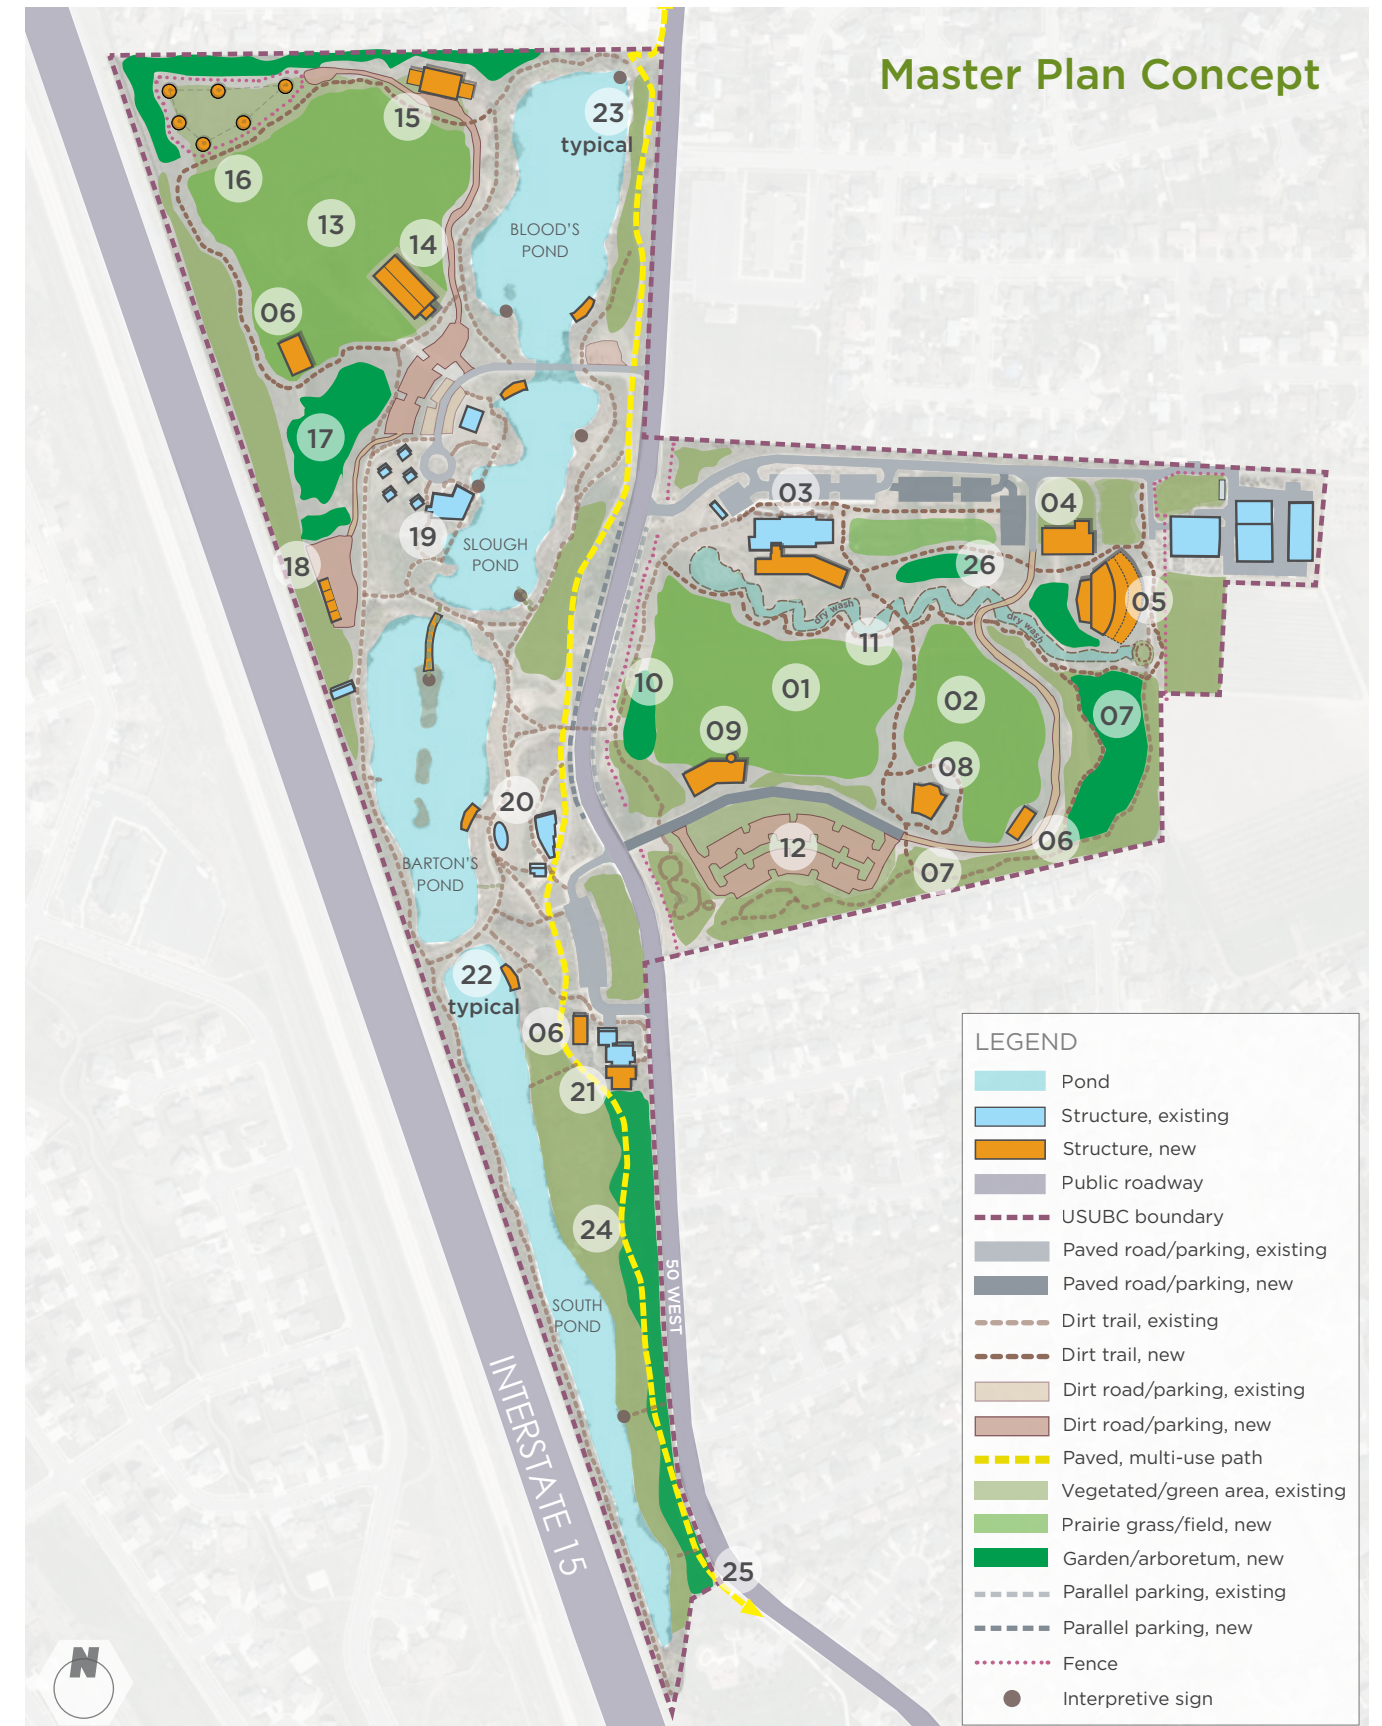 Master Plan Concept
23
typical
15
16
13
14
BLOOD'S
POND
06
17
03
04
19
SLOUGH
POND
18
26
05
dry wash
dry wash
11
10
01
02
07
09
08
20
12
06
07
BARTON'S
POND
22
typical
06
21
24
50 WEST
SOUTH
POND
INTERSTATE 15
25
N
LEGEND
Pond
Structure, existing
Structure, new
Public roadway
USUBC boundary
Paved road/parking, existing
Paved road/parking, new
Dirt trail, existing
Dirt trail, new
Dirt road/parking, existing
Dirt road/parking, new
Paved, multi-use path
Vegetated/green area, existing
Prairie grass/field, new
Garden/arboretum, new
Parallel parking, existing
Parallel parking, new
Fence
Interpretive sign